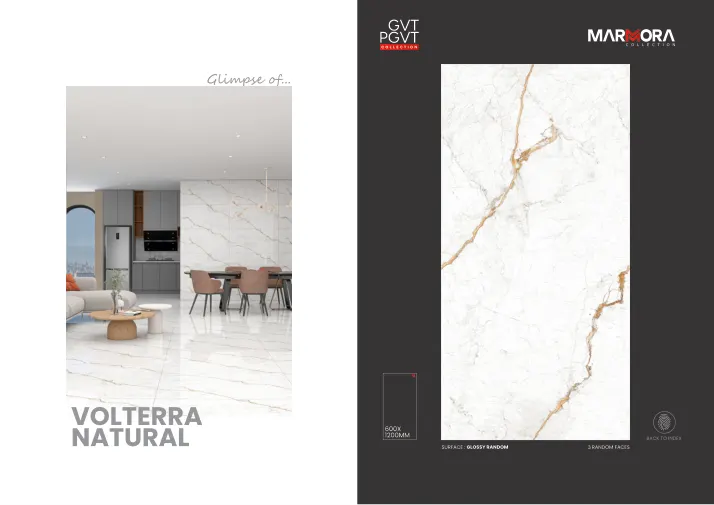 Glimpse of...
VOLTERRA
NATURAL
GVT
PGVT
COLLECTION
MARMORA
COLLECTION
600X
1200MM
SURFACE : GLOSSY RANDOM
3 RANDOM FACES
BACK TO INDEX